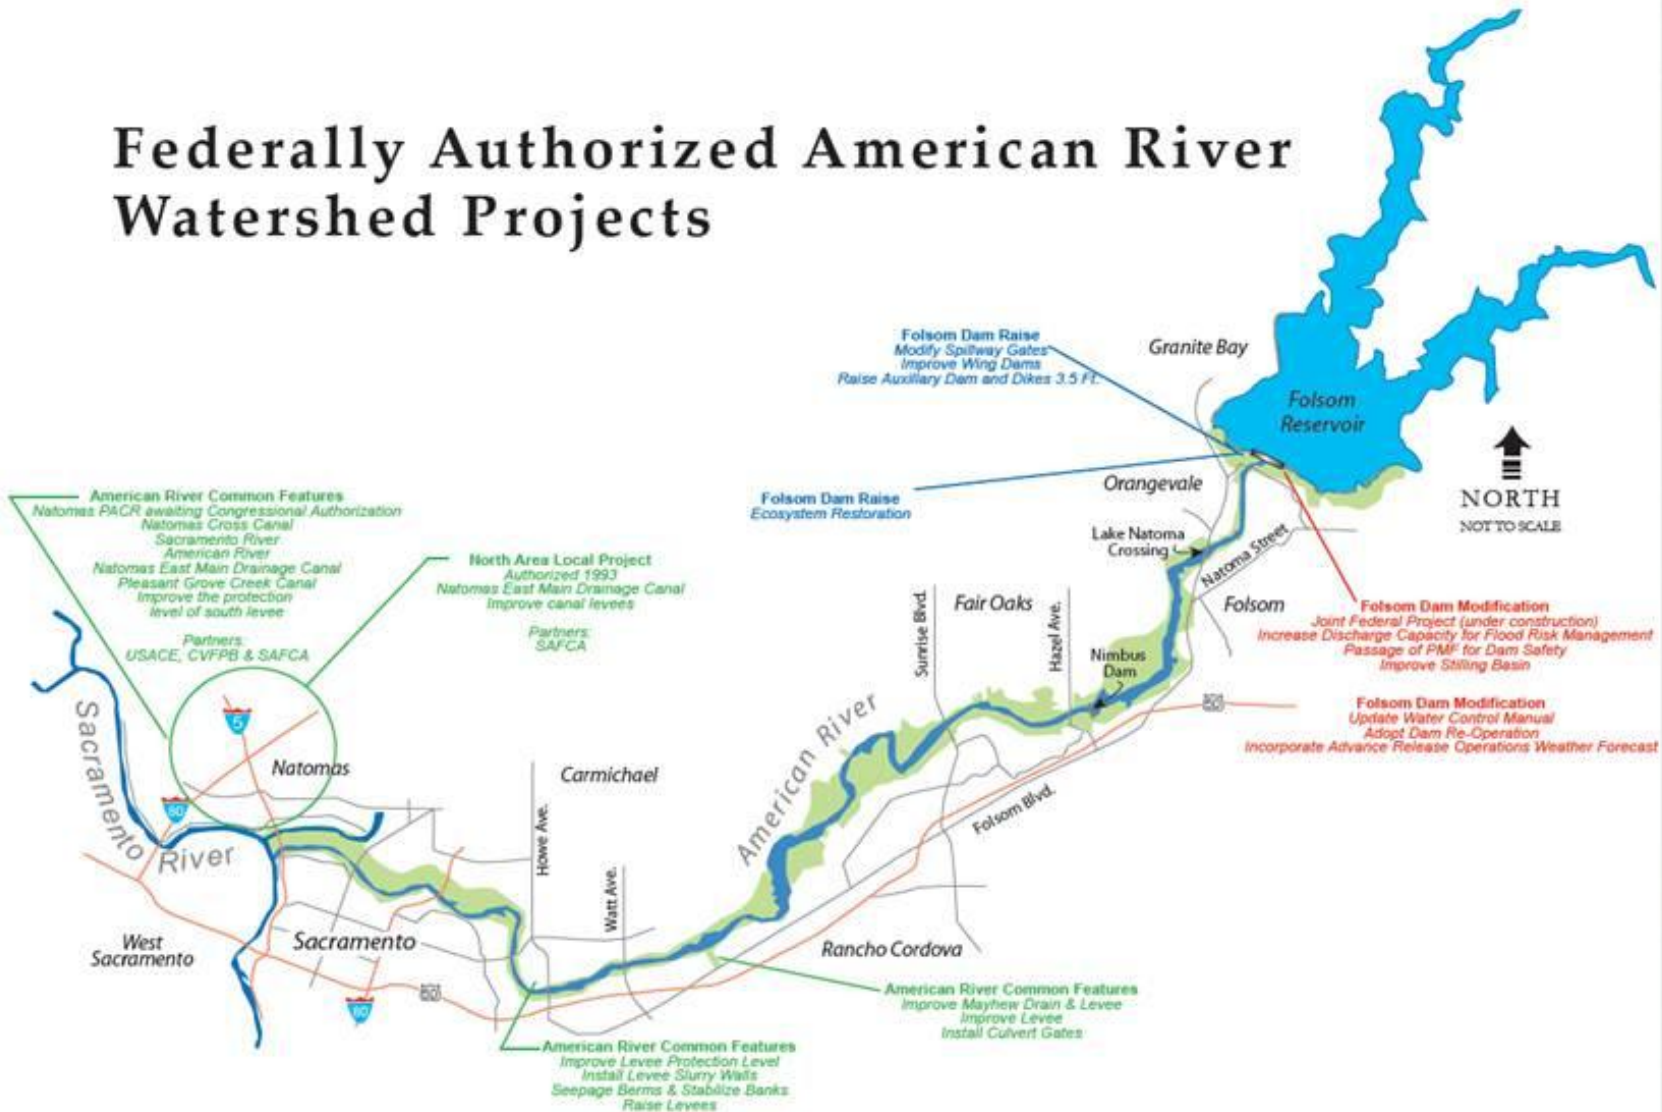 Federally Authorized American River
Watershed Projects
Folsom Dam Raise
Modify Spillway Gates
Improve Wing Dams
Raise Auxiliary Dam and Dikes 3.5 Ft.
Granite Bay
Folsom
Reservoir
NORTH
NOT TO SCALE
Folsom Dam Raise
Ecosystem Restoration
Orangevale
Lake Natoma
Crossing
Natoma Street
Folsom
American River Common Features
Natomas PACR awaiting Congressional Authorization
Natomas Cross Canal
Sacramento River
American River
Natomas East Main Drainage Canal
Pleasant Grove Creek Canal
Improve the protection
level of south levee
Partners:
USACE, CVFPB & SAFCA
North Area Local Project
Authorized 1993
Natomas East Main Drainage Canal
Improve canal levees
Partners:
SAFCA
Sunrise Blvd.
Fair Oaks
Hazel Ave.
Nimbus
Dam
Folsom Dam Modification
Joint Federal Project (under construction)
Increase Discharge Capacity for Flood Risk Management
Passage of PMF for Dam Safety
Improve Stilling Basin
Folsom Dam Modification
Update Water Control Manual
Adopt Dam Re-Operation
Incorporate Advance Release Operations Weather Forecast
50
5
Natomas
80
Sacramento
River
Carmichael
American River
Howe Ave.
Watt Ave.
Folsom Blvd.
West
Sacramento
Sacramento
80
50
Rancho Cordova
American River Common Features
Improve Mayhew Drain & Levee
Improve Levee
Install Culvert Gates
American River Common Features
Improve Levee Protection Level
Install Levee Slurry Walls
Seepage Berms & Stabilize Banks
Raise Levees